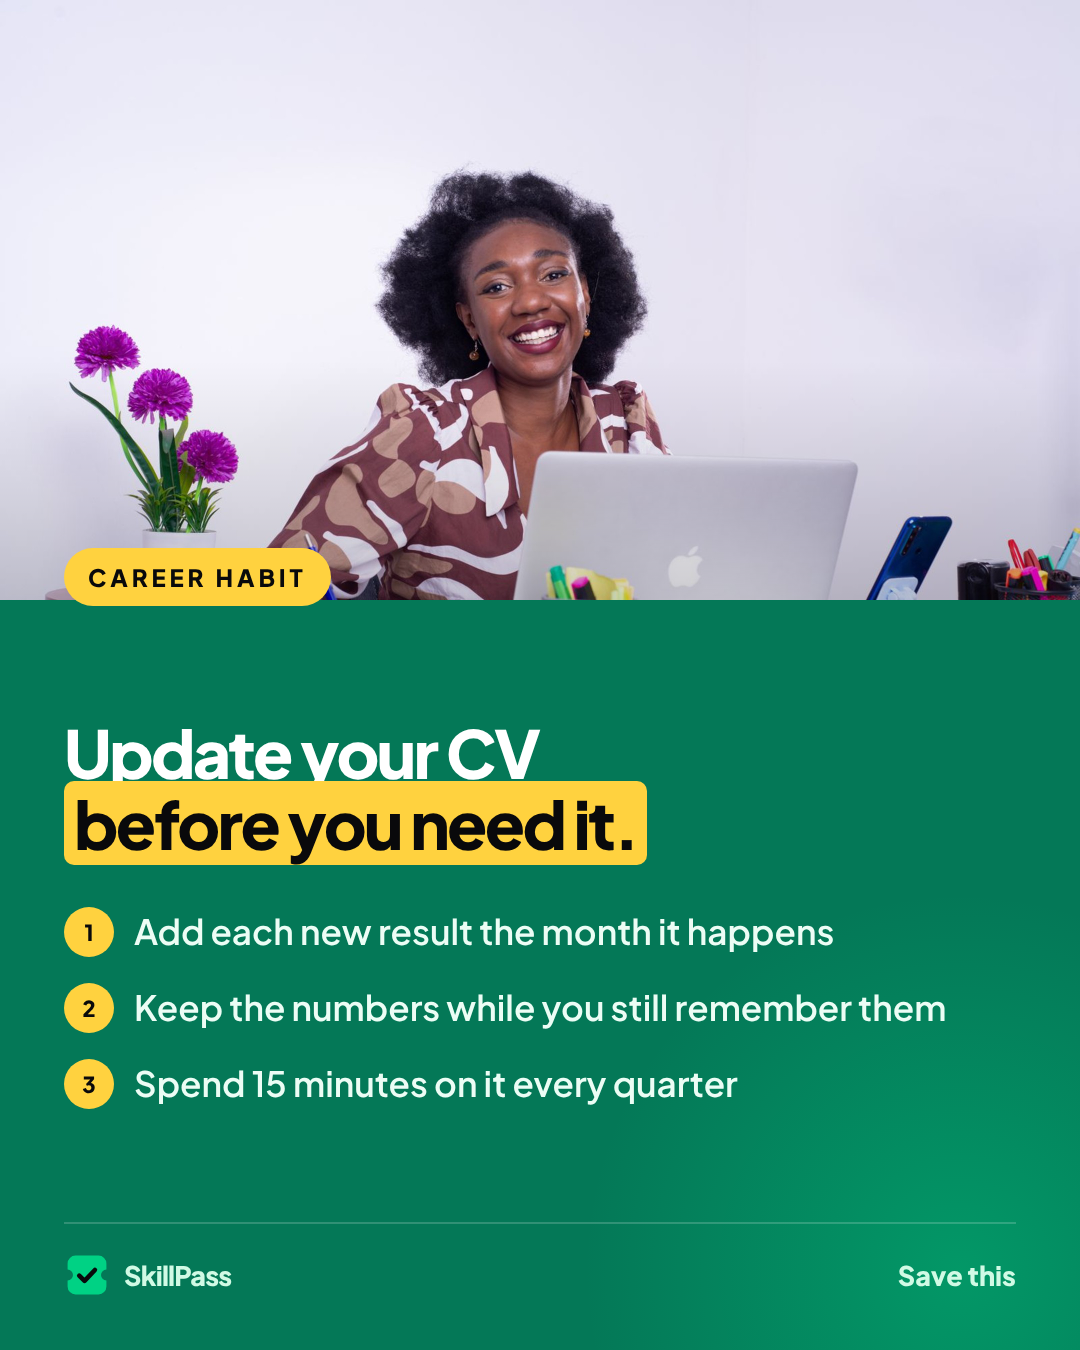 CAREER HABIT
Update your CV
before you need it.
1 Add each new result the month it happens
2 Keep the numbers while you still remember them
3 Spend 15 minutes on it every quarter
SkillPass
Save this